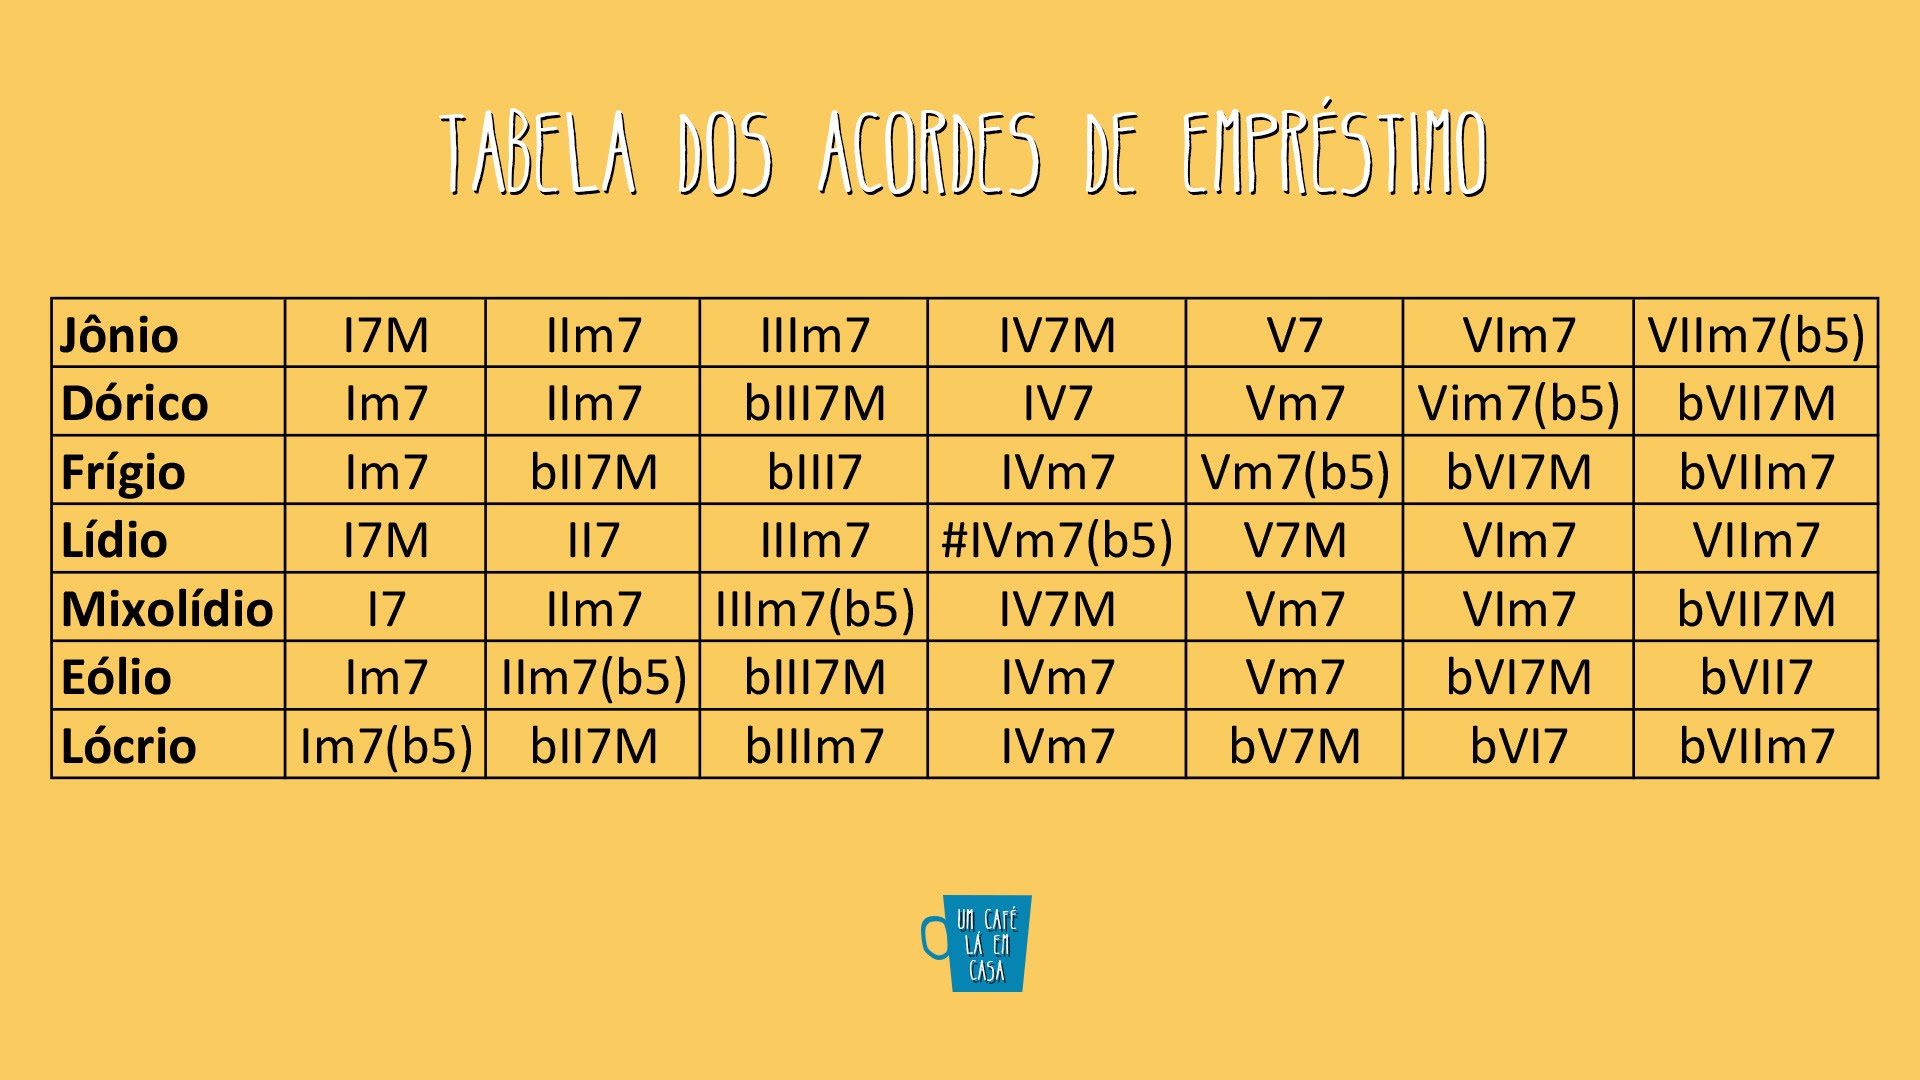 TABELA DOS ACORDES DE EMPRÉSTIMO
Jônio I7M IIm7 IIIm7 IV7M V7 VIm7 VIIm7(b5)
Dórico Im7 IIm7 bIII7M IV7 Vm7 Vim7(b5) bVII7M
Frígio Im7 bII7M bIII7 IVm7 Vm7(b5) bVI7M bVIIm7
Lídio I7M II7 IIIm7 #IVm7(b5) V7M VIm7 VIIm7
Mixolídio I7 IIm7 IIIm7(b5) IV7M Vm7 VIm7 bVII7M
Eólio Im7 IIm7(b5) bIII7M IVm7 Vm7 bVI7M bVII7
Lócrio Im7(b5) bII7M bIIIm7 IVm7 bV7M bVI7 bVIIm7
UM CAFÉ
LÁ EM
CASA